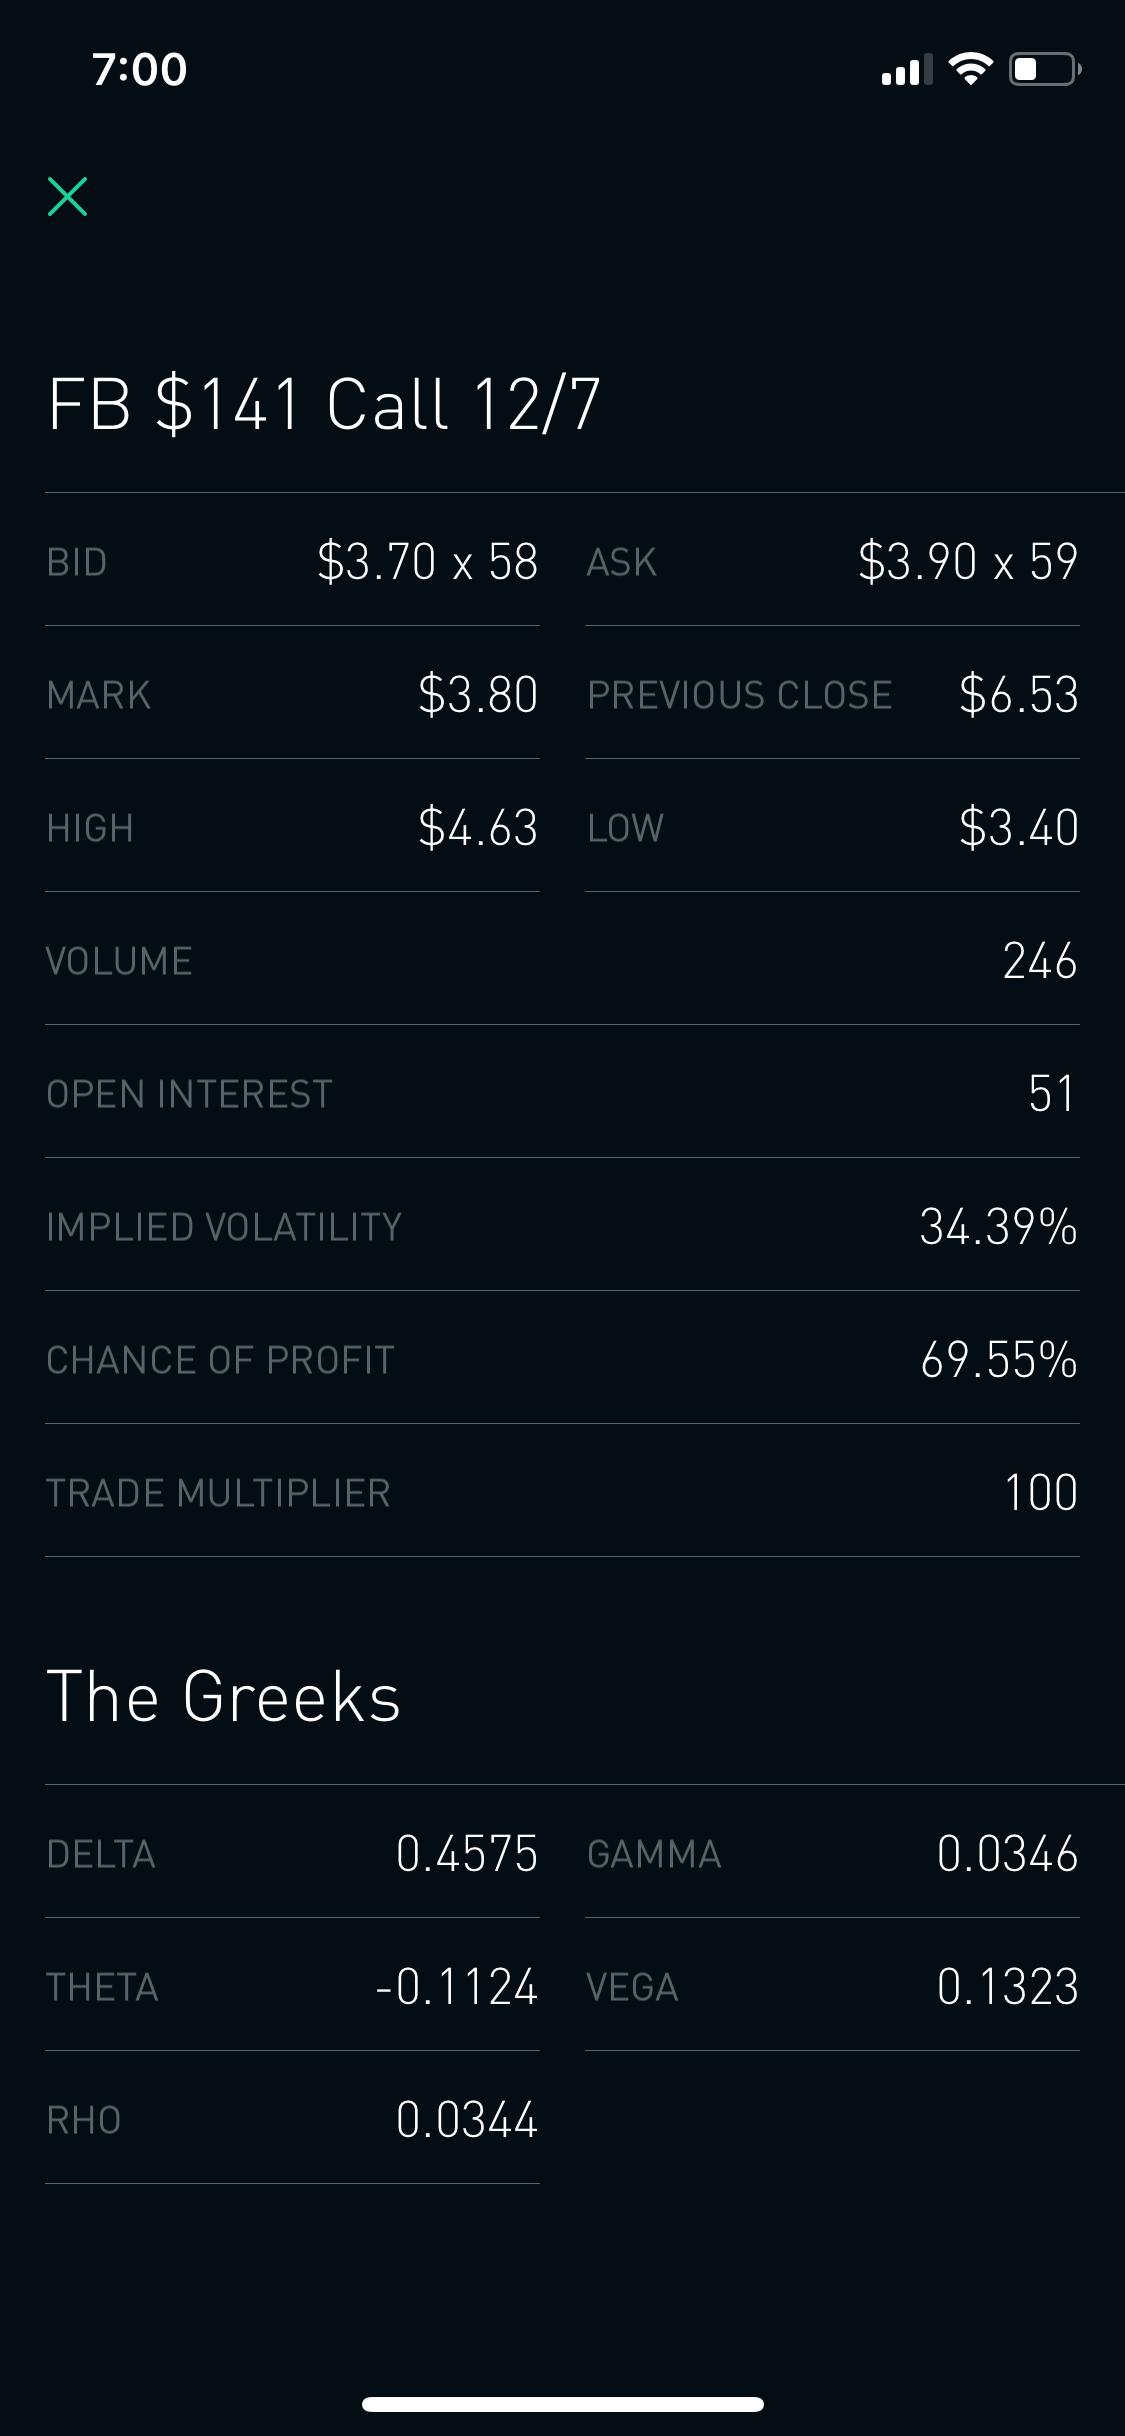 7:00
FB $141 Call 12/7
BID $3.70 x 58 ASK $3.90 x 59
MARK $3.80 PREVIOUS CLOSE $6.53
HIGH $4.63 LOW $3.40
VOLUME 246
OPEN INTEREST 51
IMPLIED VOLATILITY 34.39%
CHANCE OF PROFIT 69.55%
TRADE MULTIPLIER 100
The Greeks
DELTA 0.4575 GAMMA 0.0346
THETA -0.1124 VEGA 0.1323
RHO 0.0344